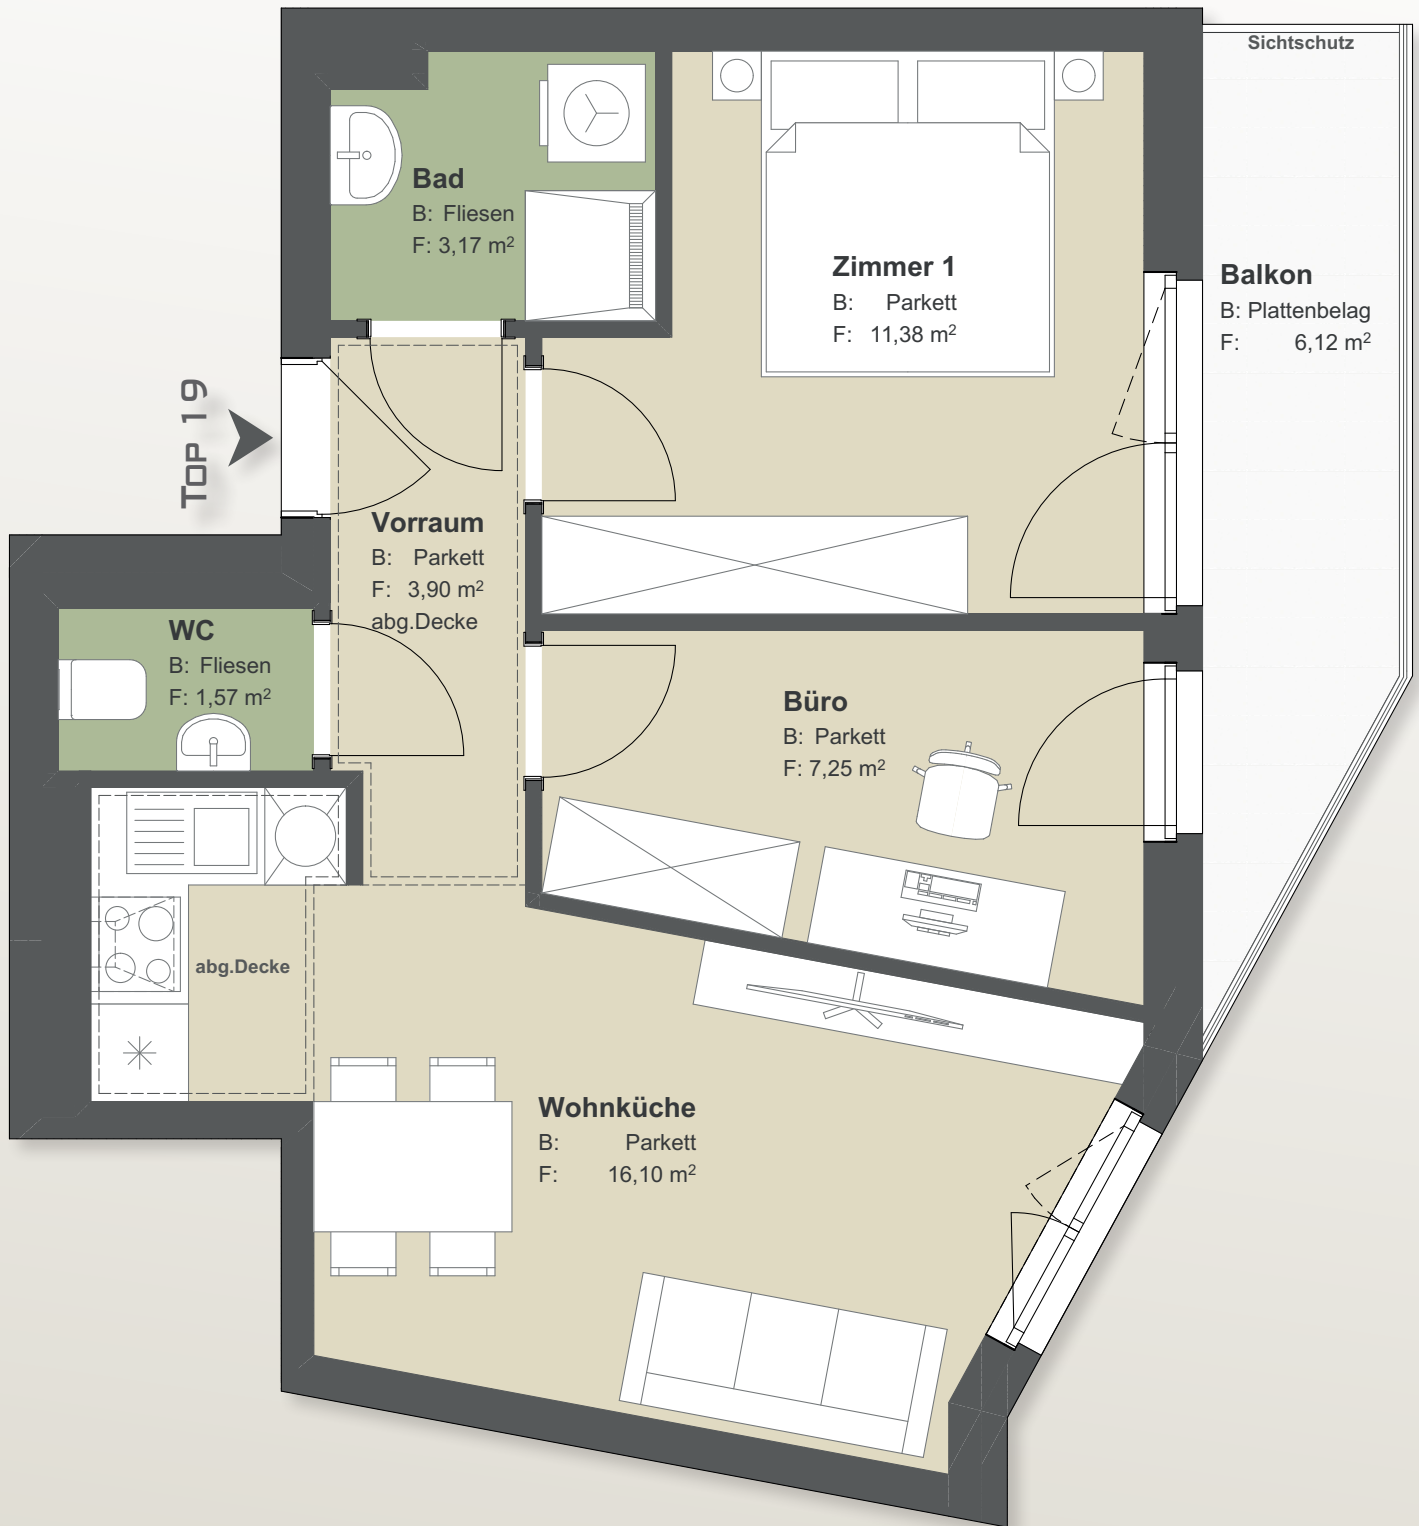 Sichtschutz
Bad
B: Fliesen
F: 3,17 m²
Zimmer 1
B: Parkett
F: 11,38 m²
Balkon
B: Plattenbelag
F: 6,12 m²
TOP 19
Vorraum
B: Parkett
F: 3,90 m²
abg.Decke
WC
B: Fliesen
F: 1,57 m²
Büro
B: Parkett
F: 7,25 m²
abg.Decke
Wohnküche
B: Parkett
F: 16,10 m²